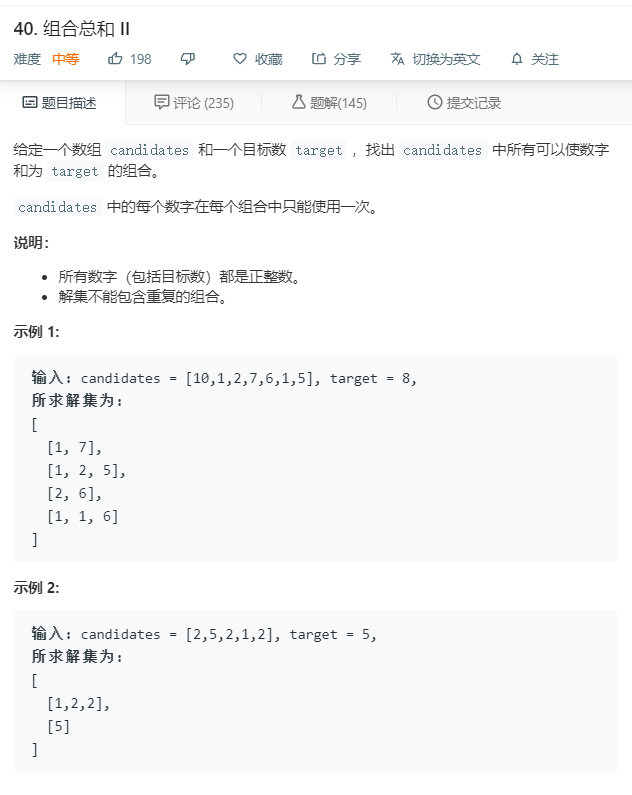 40. 组合总和 II
难度 中等 198 收藏 分享 切换为英文 关注
题目描述 评论 (235) 题解(145) 提交记录
给定一个数组 candidates 和一个目标数 target ，找出 candidates 中所有可以使数字
和为 target 的组合。
candidates 中的每个数字在每个组合中只能使用一次。
说明：
• 所有数字（包括目标数）都是正整数。
• 解集不能包含重复的组合。
示例 1:
输入: candidates = [10,1,2,7,6,1,5], target = 8,
所求解集为:
[
[1, 7],
[1, 2, 5],
[2, 6],
[1, 1, 6]
]
示例 2:
输入: candidates = [2,5,2,1,2], target = 5,
所求解集为:
[
[1,2,2],
[5]
]